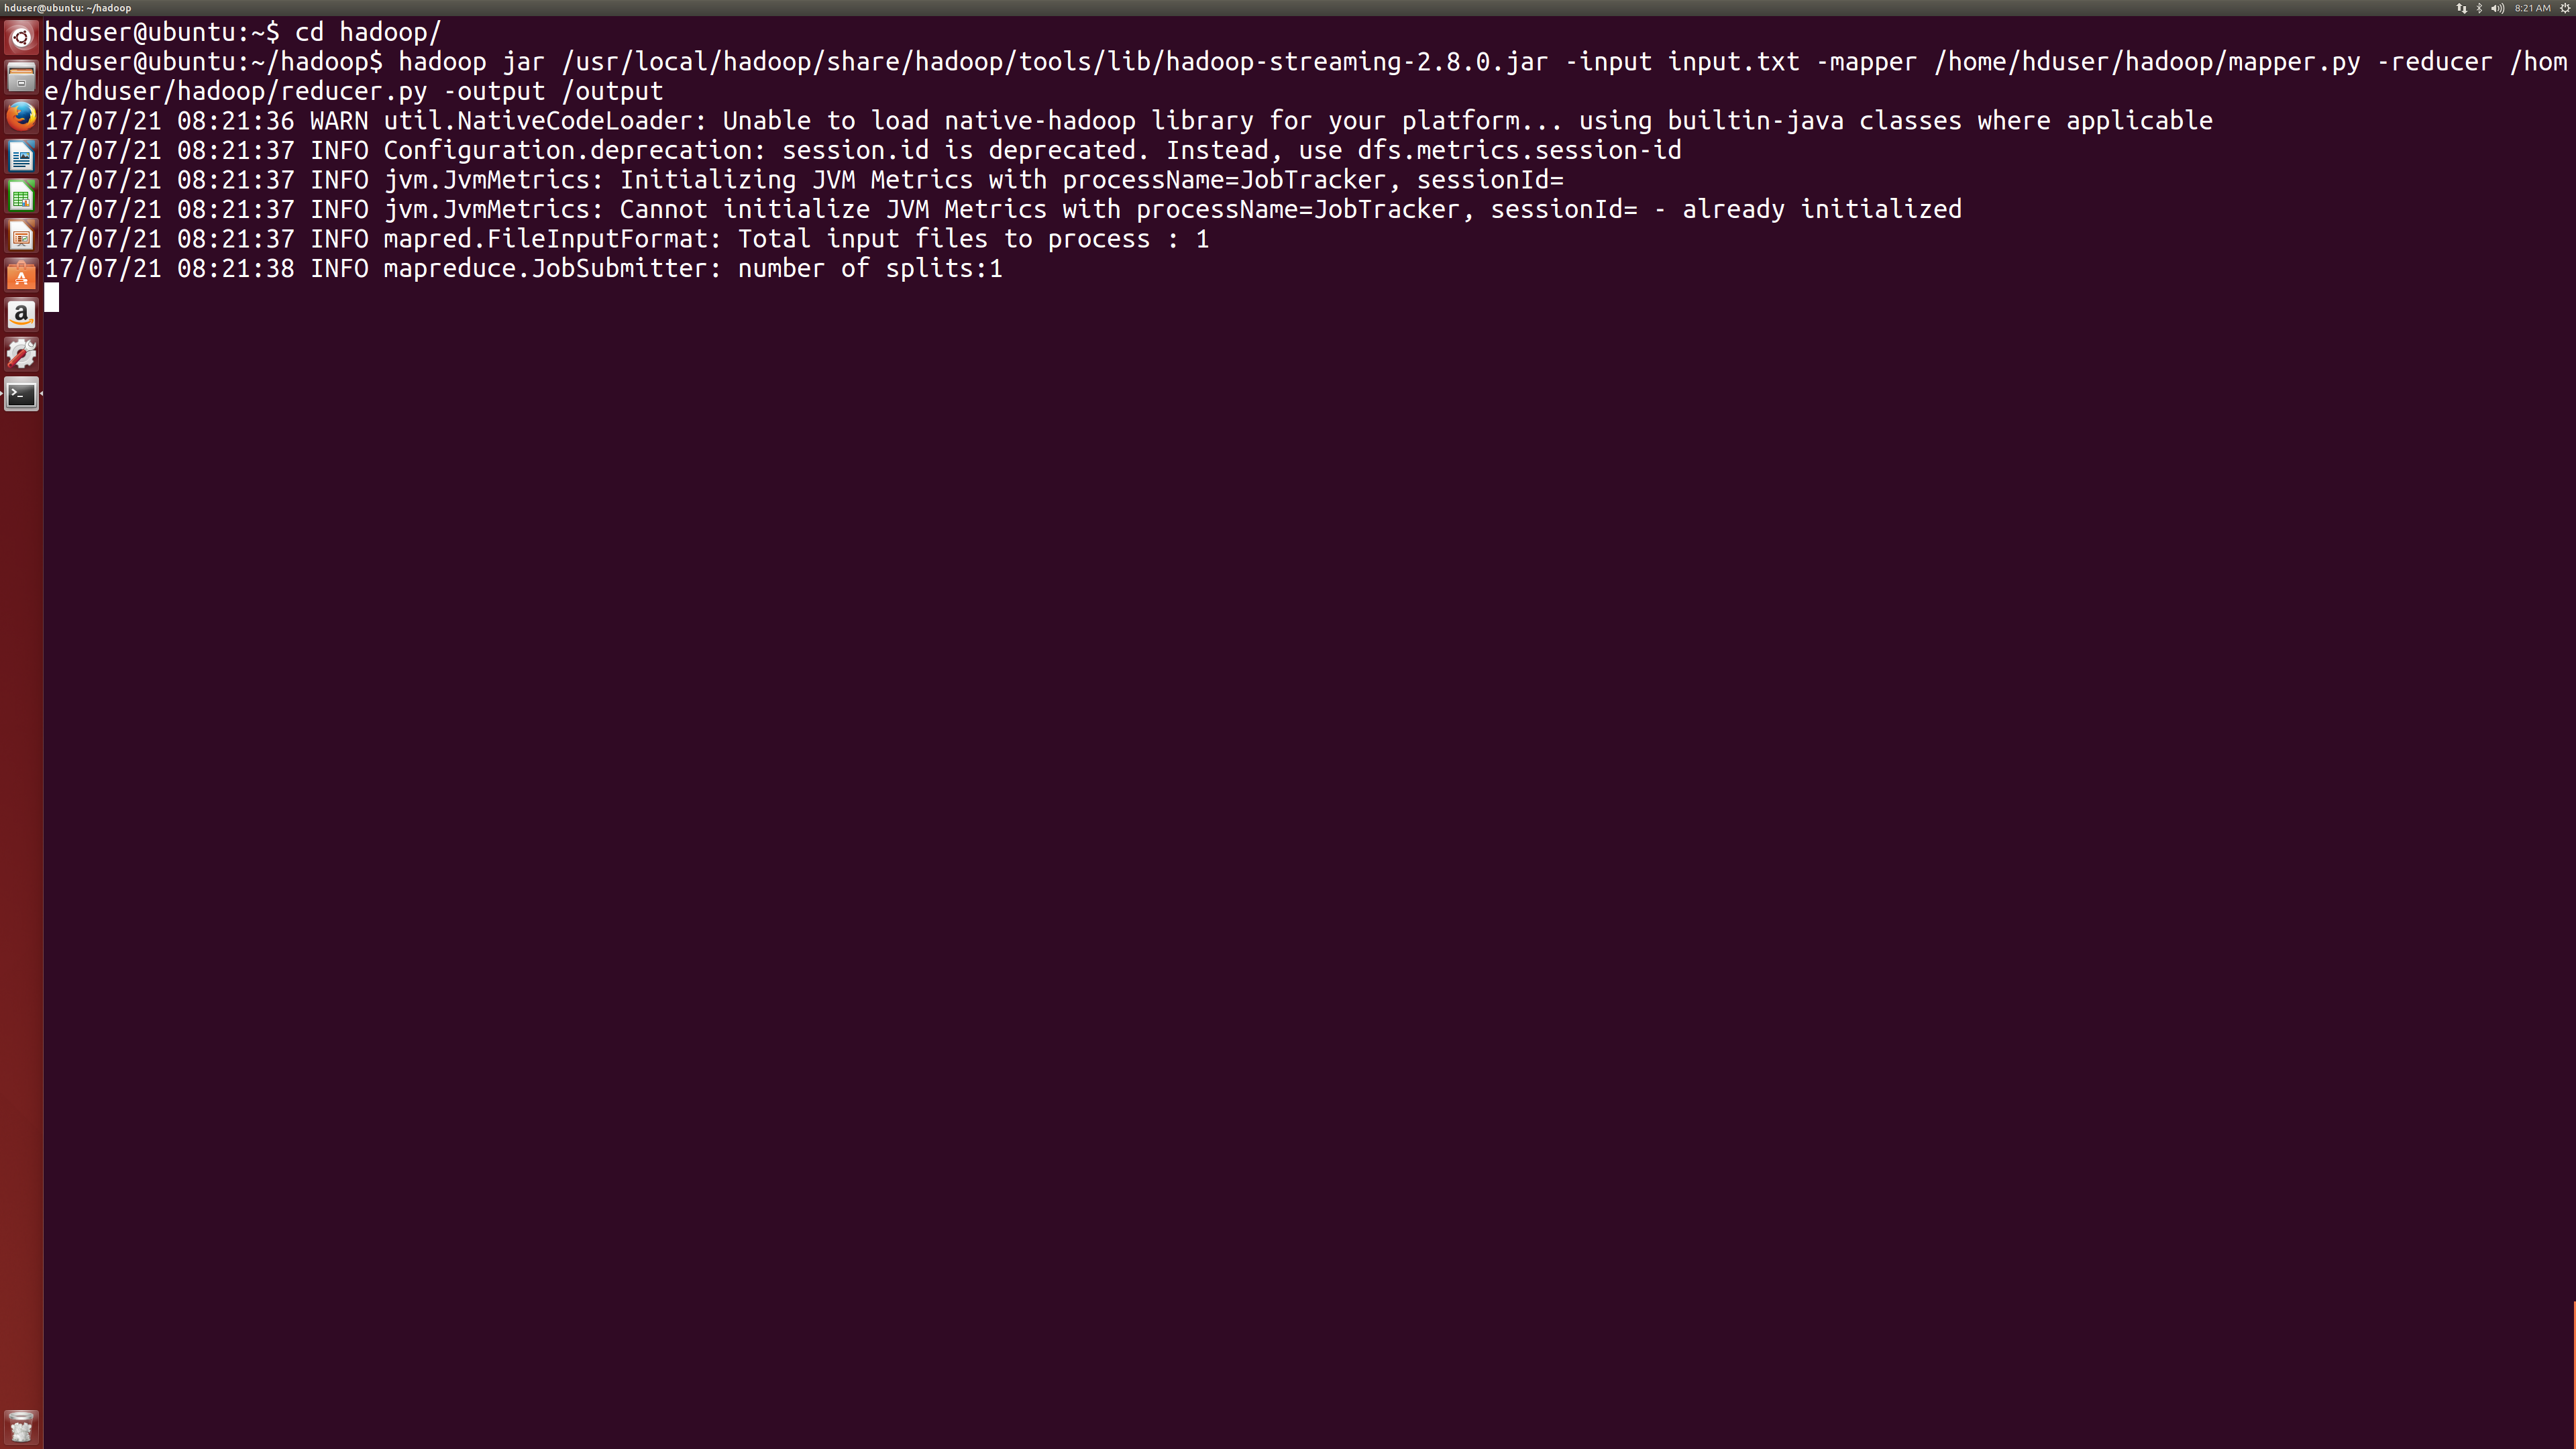 hduser@ubuntu: ~/hadoop
8:21 AM
hduser@ubuntu:~$ cd hadoop/
hduser@ubuntu:~/hadoop$ hadoop jar /usr/local/hadoop/share/hadoop/tools/lib/hadoop-streaming-2.8.0.jar -input input.txt -mapper /home/hduser/hadoop/mapper.py -reducer /hom
e/hduser/hadoop/reducer.py -output /output
17/07/21 08:21:36 WARN util.NativeCodeLoader: Unable to load native-hadoop library for your platform... using builtin-java classes where applicable
17/07/21 08:21:37 INFO Configuration.deprecation: session.id is deprecated. Instead, use dfs.metrics.session-id
17/07/21 08:21:37 INFO jvm.JvmMetrics: Initializing JVM Metrics with processName=JobTracker, sessionId=
17/07/21 08:21:37 INFO jvm.JvmMetrics: Cannot initialize JVM Metrics with processName=JobTracker, sessionId= - already initialized
17/07/21 08:21:37 INFO mapred.FileInputFormat: Total input files to process : 1
17/07/21 08:21:38 INFO mapreduce.JobSubmitter: number of splits:1